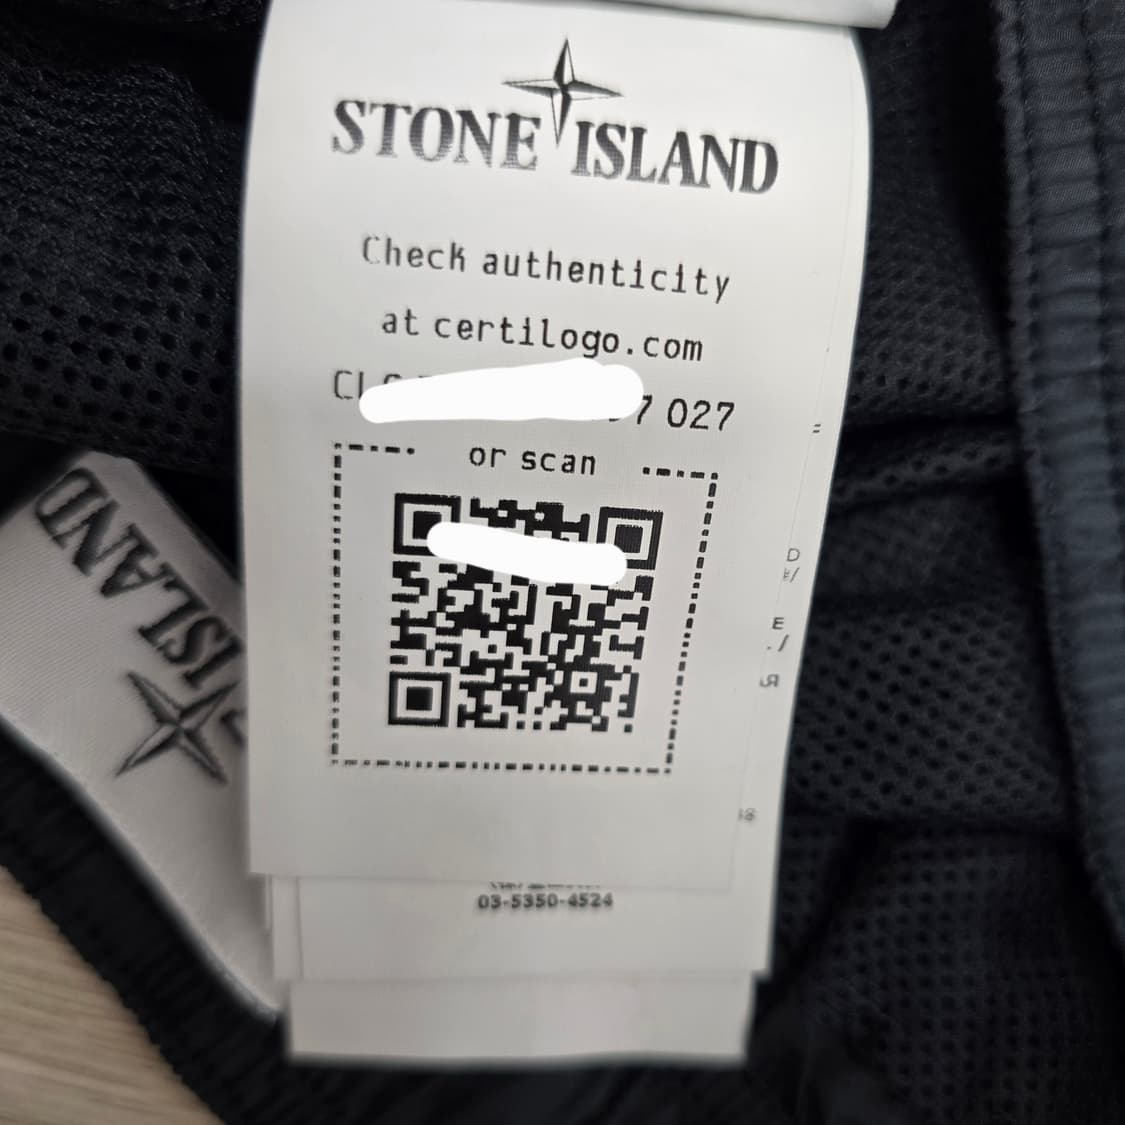 STONE ISLAND
Check authenticity
at certilogo.com
7 027
or scan
03-5350-4524
ISLAND